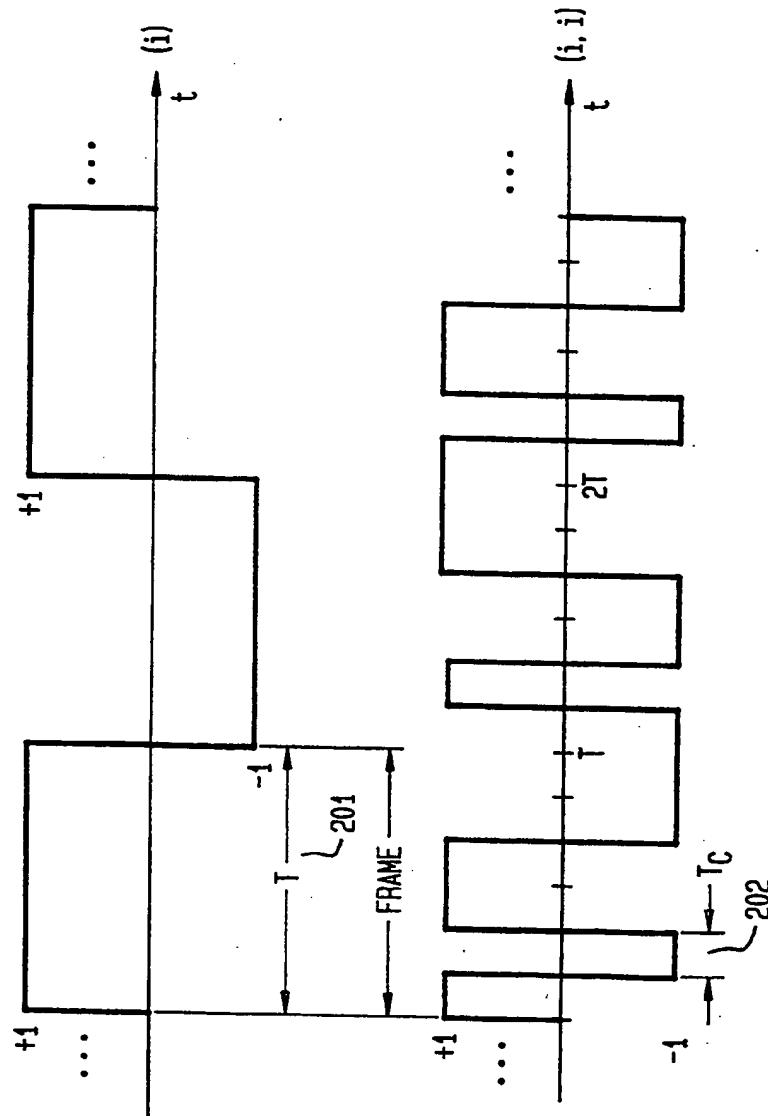 +1
+1
(i)
t
...
...
-1
T
201
FRAME
+1
(i, i)
t
...
...
T
2T
-1
T_C
202